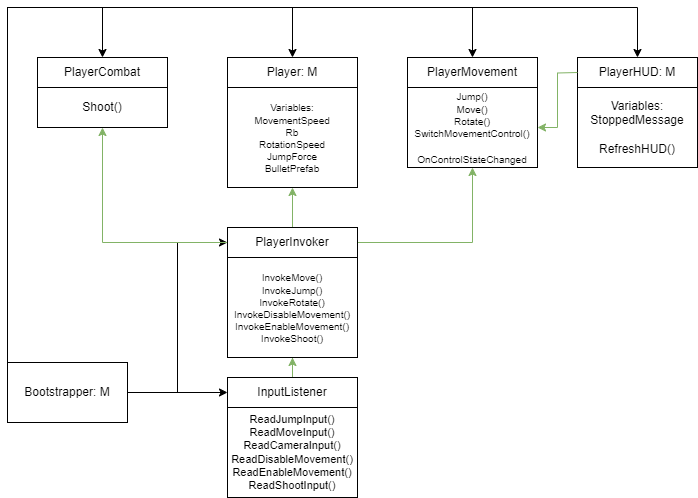 PlayerCombat
Shoot()
Player: M
Variables:
MovementSpeed
Rb
RotationSpeed
JumpForce
BulletPrefab
PlayerMovement
Jump()
Move()
Rotate()
SwitchMovementControl()
OnControlStateChanged
PlayerHUD: M
Variables:
StoppedMessage
RefreshHUD()
PlayerInvoker
InvokeMove()
InvokeJump()
InvokeRotate()
InvokeDisableMovement()
InvokeEnableMovement()
InvokeShoot()
Bootstrapper: M
InputListener
ReadJumpInput()
ReadMoveInput()
ReadCameraInput()
ReadDisableMovement()
ReadEnableMovement()
ReadShootInput()